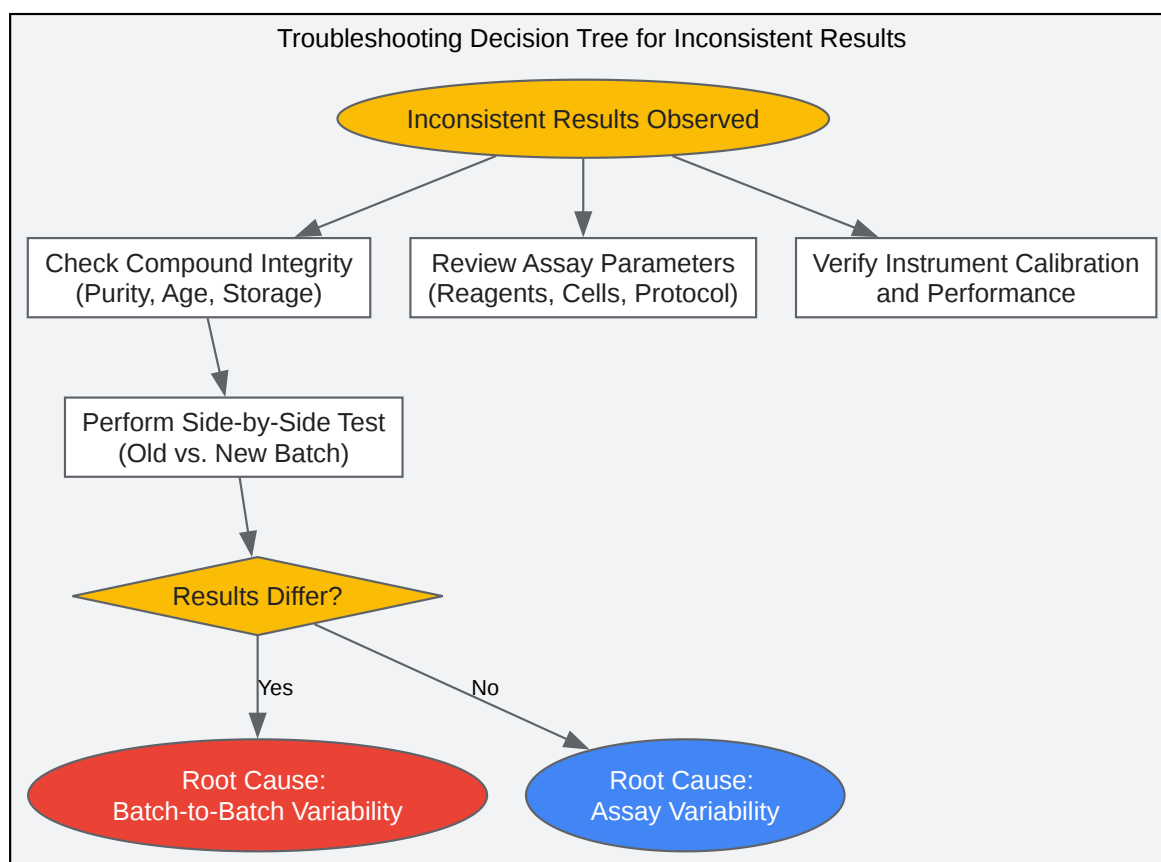 Troubleshooting Decision Tree for Inconsistent Results
Inconsistent Results Observed
Check Compound Integrity
(Purity, Age, Storage)
Review Assay Parameters
(Reagents, Cells, Protocol)
Verify Instrument Calibration
and Performance
Perform Side-by-Side Test
(Old vs. New Batch)
Results Differ?
Yes
No
Root Cause:
Batch-to-Batch Variability
Root Cause:
Assay Variability